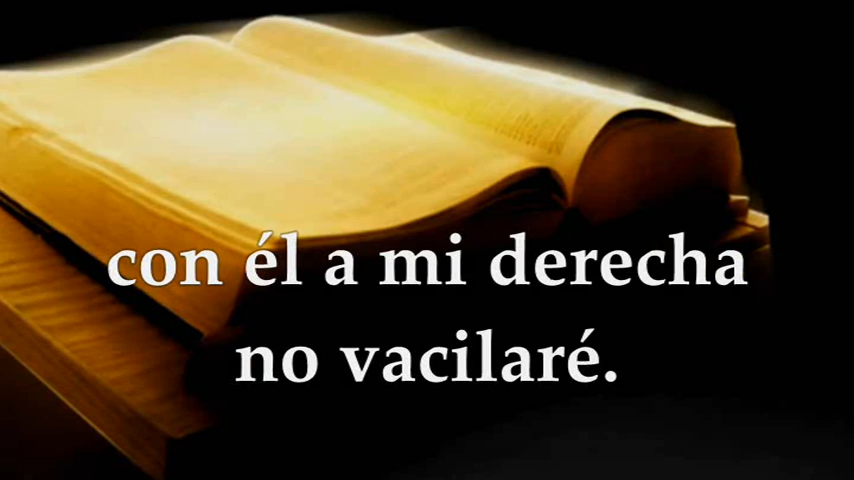 con él a mi derecha
no vacilaré.